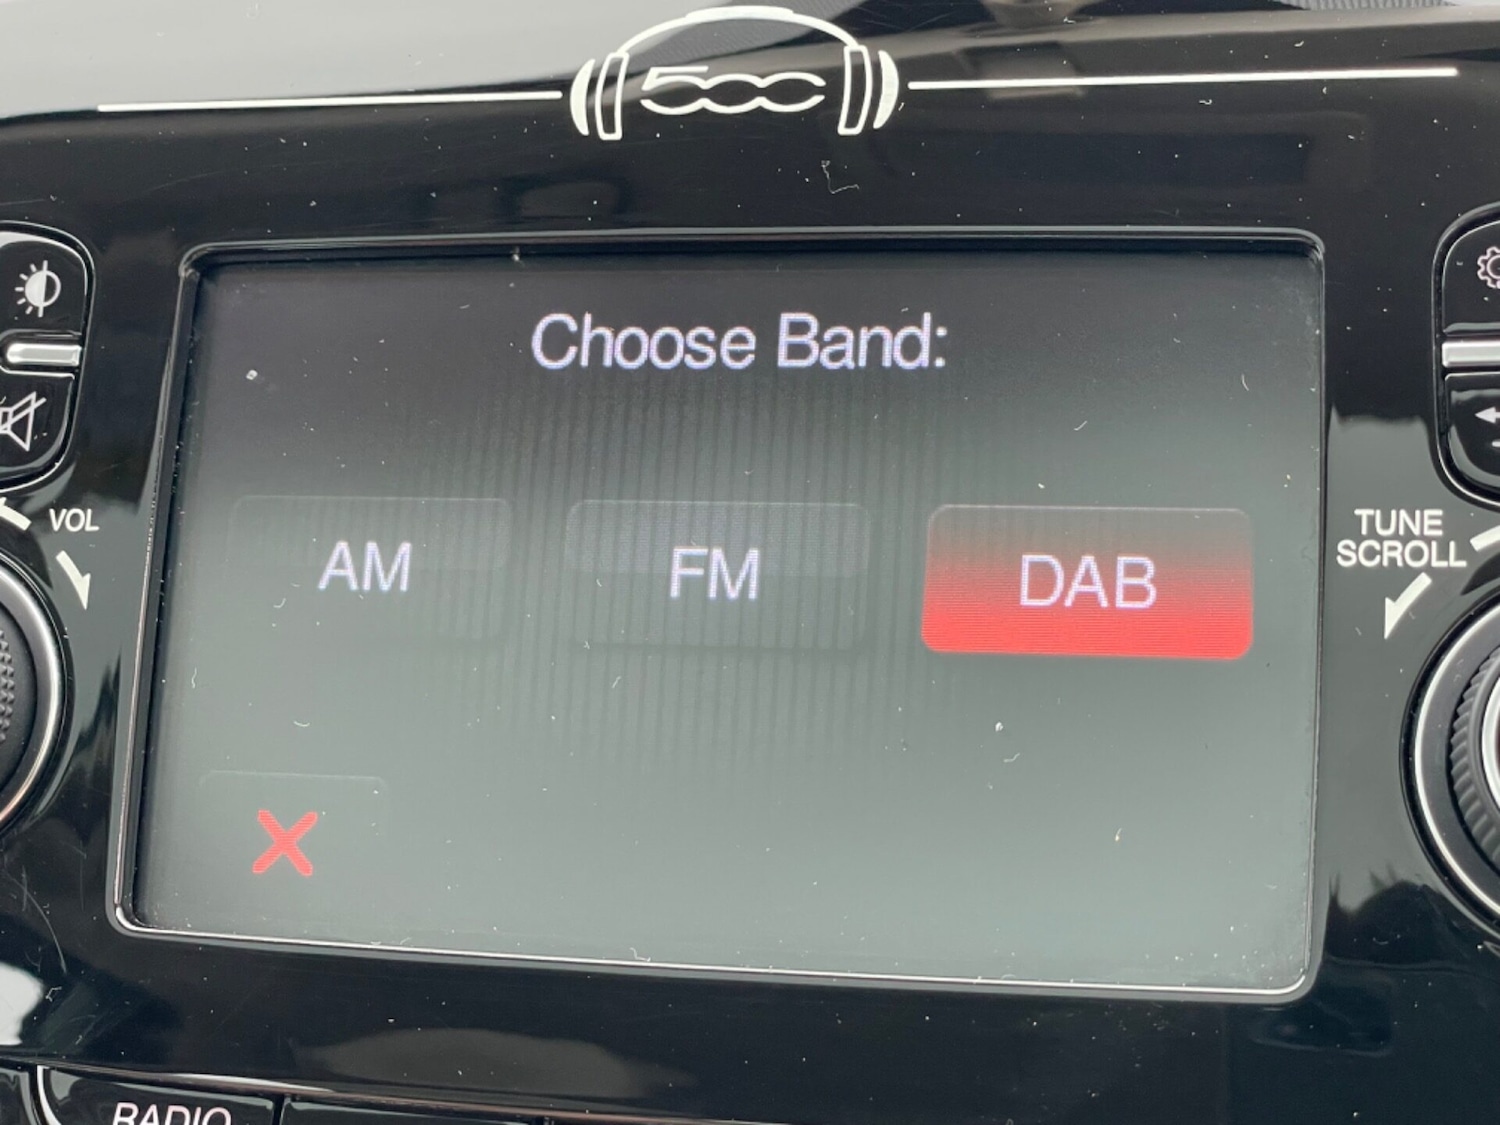 500
Choose Band:
VOL
TUNE
SCROLL
AM
FM
DAB
RADIO